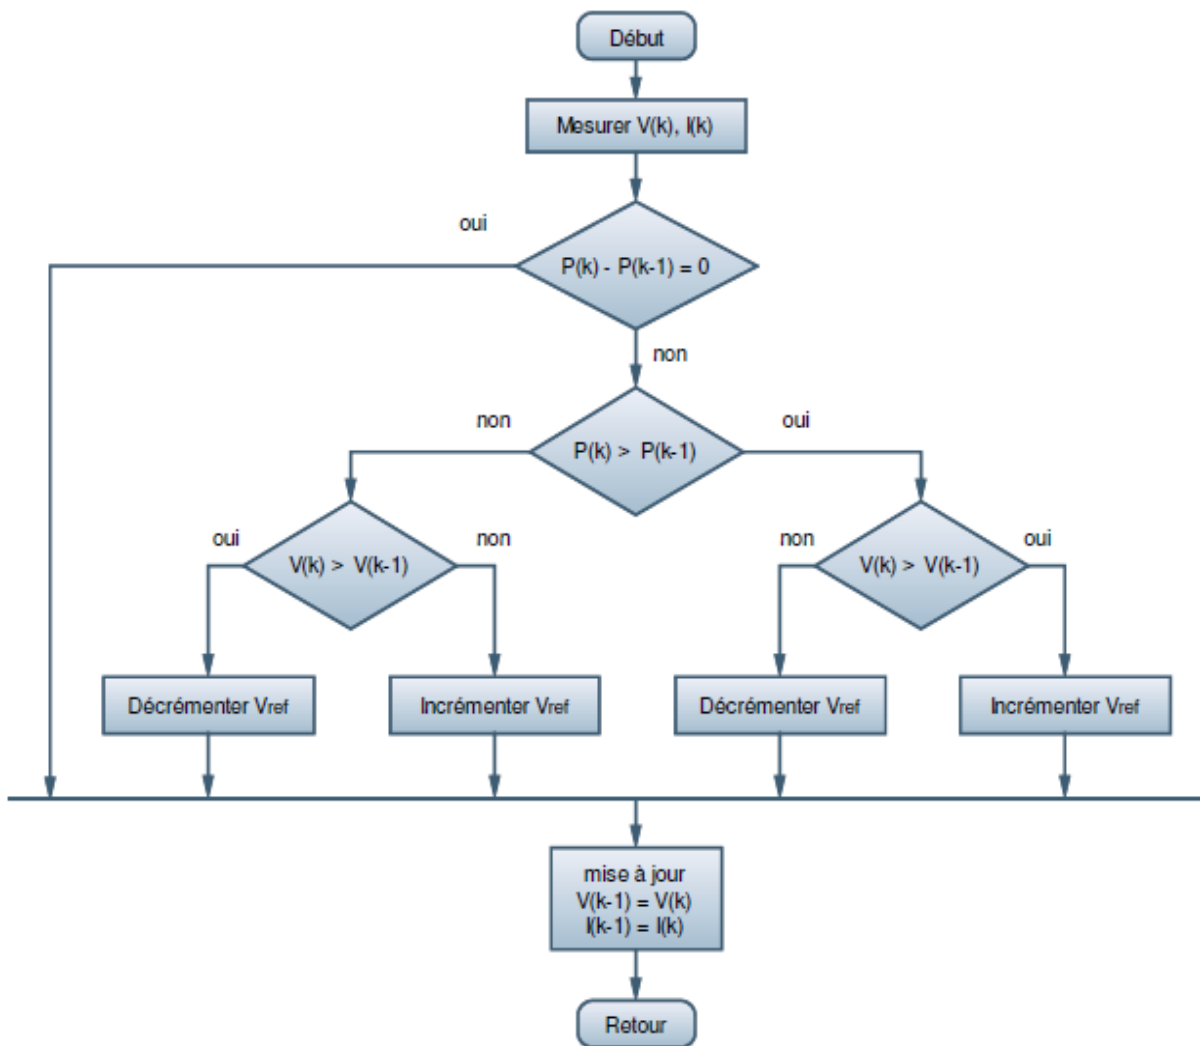 Début
Mesurer V(k), I(k)
oui
P(k) - P(k-1) = 0
non
non
oui
P(k) > P(k-1)
oui
non
non
oui
V(k) > V(k-1)
V(k) > V(k-1)
Décrémenter Vref
Incrémenter Vref
Décrémenter Vref
Incrémenter Vref
mise à jour
V(k-1) = V(k)
I(k-1) = I(k)
Retour